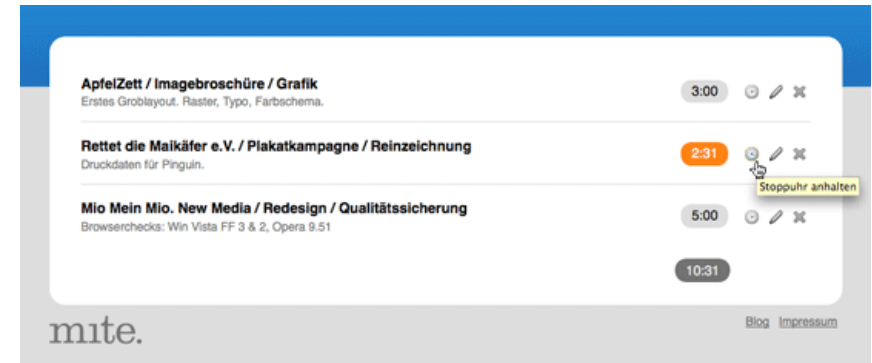 ApfelZett / Imagebroschüre / Grafik
Erstes Groblayout. Raster, Typo, Farbschema.
3:00
Rettet die Maikäfer e.V. / Plakatkampagne / Reinzeichnung
Druckdaten für Pinguin.
2:31
Stoppuhr anhalten
Mio Mein Mio. New Media / Redesign / Qualitätssicherung
Browserchecks: Win Vista FF 3 & 2, Opera 9.51
5:00
10:31
mite.
Blog Impressum